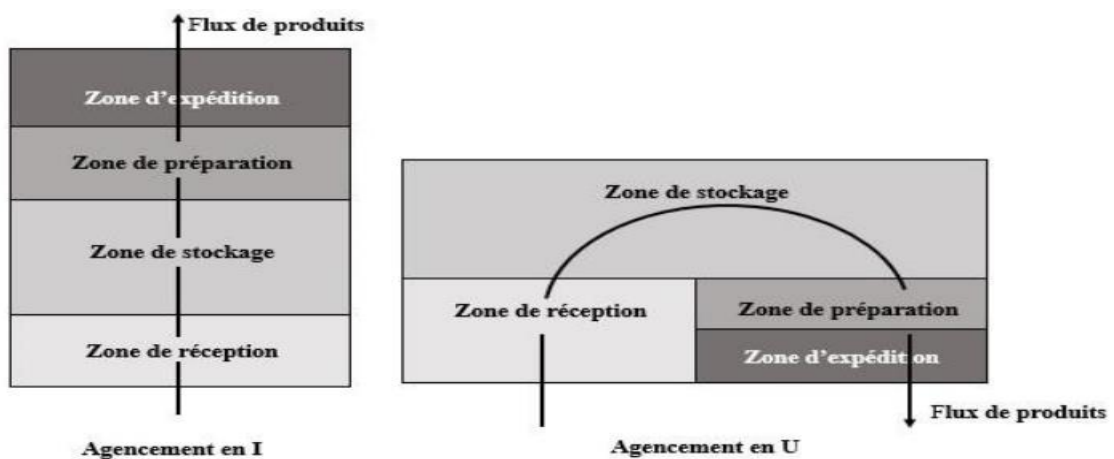 Flux de produits
Zone d'expédition
Zone de préparation
Zone de stockage
Zone de réception
Agencement en I
Zone de stockage
Zone de réception
Zone de préparation
Zone d'expédition
Flux de produits
Agencement en U